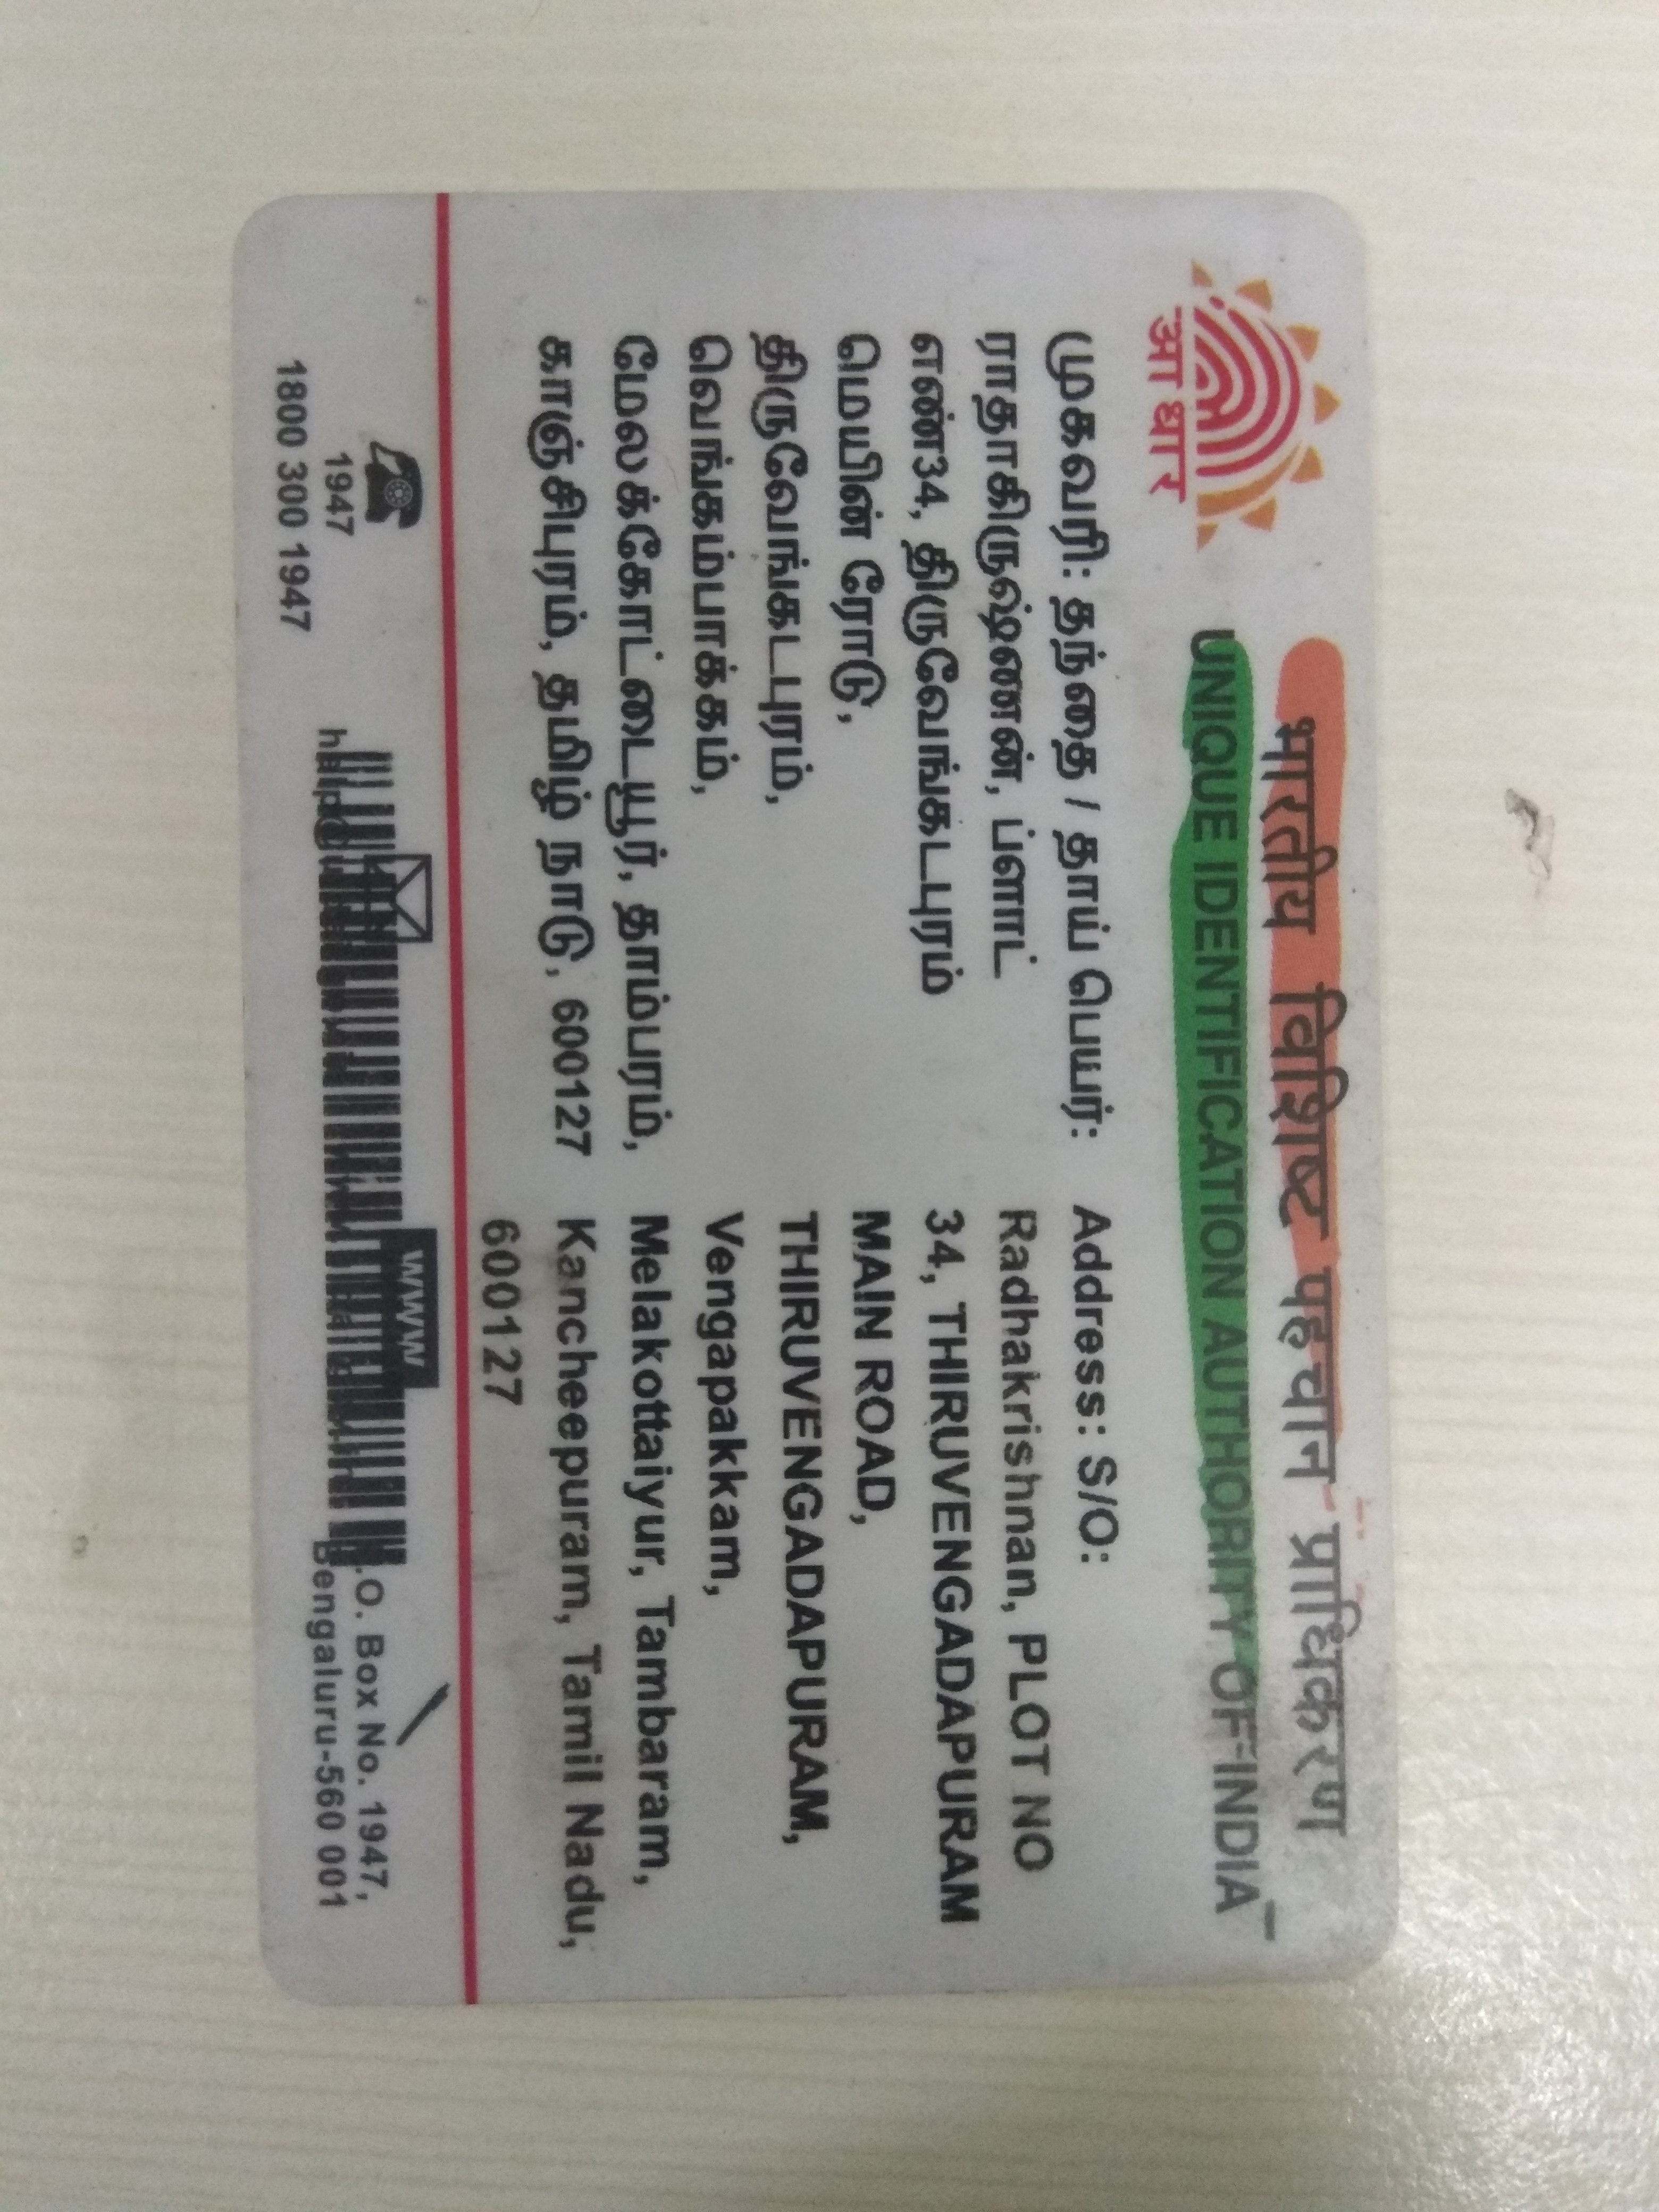 आधार
भारतीय विशिष्ट पहचान प्राधिकरण
UNIQUE IDENTIFICATION AUTHORITY OF INDIA
முகவரி: தந்தை / தாய் பெயர்:
ராதாகிருஷ்ணன், ப்ளாட்
எண்34, திருவேங்கடபுரம்
மெயின் ரோடு,
திருவேங்கடபுரம்,
வெங்கம்பாக்கம்,
மேலக்கோட்டையூர், தாம்பரம்,
காஞ்சிபுரம், தமிழ் நாடு, 600127
Address: S/O:
Radhakrishnan, PLOT NO
34, THIRUVENGADAPURAM
MAIN ROAD,
THIRUVENGADAPURAM,
Vengapakkam,
Melakottaiyur, Tambaram,
Kancheepuram, Tamil Nadu,
600127
1947
1800 300 1947
www
.O. Box No. 1947,
Bengaluru-560 001